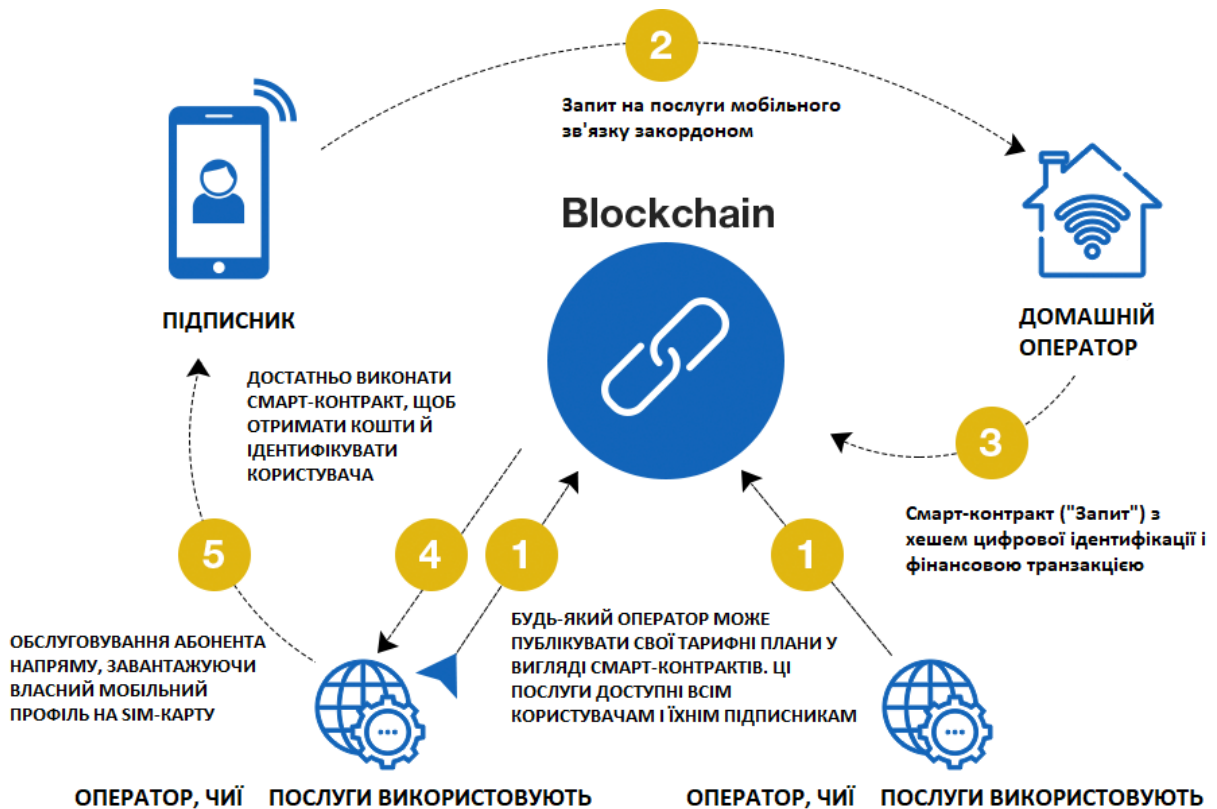 2
Запит на послуги мобільного
зв'язку закордоном
Blockchain
ПІДПИСНИК
ДОМАШНІЙ
ОПЕРАТОР
ДОСТАТНЬО ВИКОНАТИ
СМАРТ-КОНТРАКТ, ЩОБ
ОТРИМАТИ КОШТИ Й
ІДЕНТИФІКУВАТИ
КОРИСТУВАЧА
3
Смарт-контракт ("Запит") з
хешем цифрової ідентифікації і
фінансовою транзакцією
5
4
1
1
ОБСЛУГОВУВАННЯ АБОНЕНТА
НАПРЯМУ, ЗАВАНТАЖУЮЧИ
ВЛАСНИЙ МОБІЛЬНИЙ
ПРОФІЛЬ НА SIM-КАРТУ
БУДЬ-ЯКИЙ ОПЕРАТОР МОЖЕ
ПУБЛІКУВАТИ СВОЇ ТАРИФНІ ПЛАНИ У
ВИГЛЯДІ СМАРТ-КОНТРАКТІВ. ЦІ
ПОСЛУГИ ДОСТУПНІ ВСІМ
КОРИСТУВАЧАМ І ЇХНІМ ПІДПИСНИКАМ
ОПЕРАТОР, ЧИЇ ПОСЛУГИ ВИКОРИСТОВУЮТЬ
ОПЕРАТОР, ЧИЇ ПОСЛУГИ ВИКОРИСТОВУЮТЬ